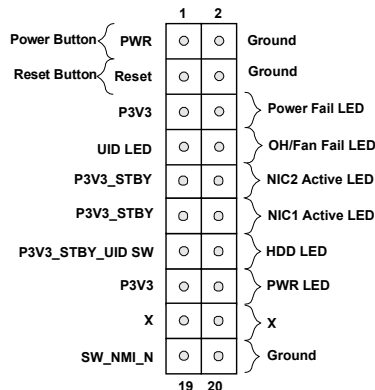 1 2
Power Button PWR Ground
Reset Button Reset Ground
P3V3 Power Fail LED
UID LED OH/Fan Fail LED
P3V3_STBY NIC2 Active LED
P3V3_STBY NIC1 Active LED
P3V3_STBY_UID SW HDD LED
P3V3 PWR LED
X X
SW_NMI_N Ground
19 20